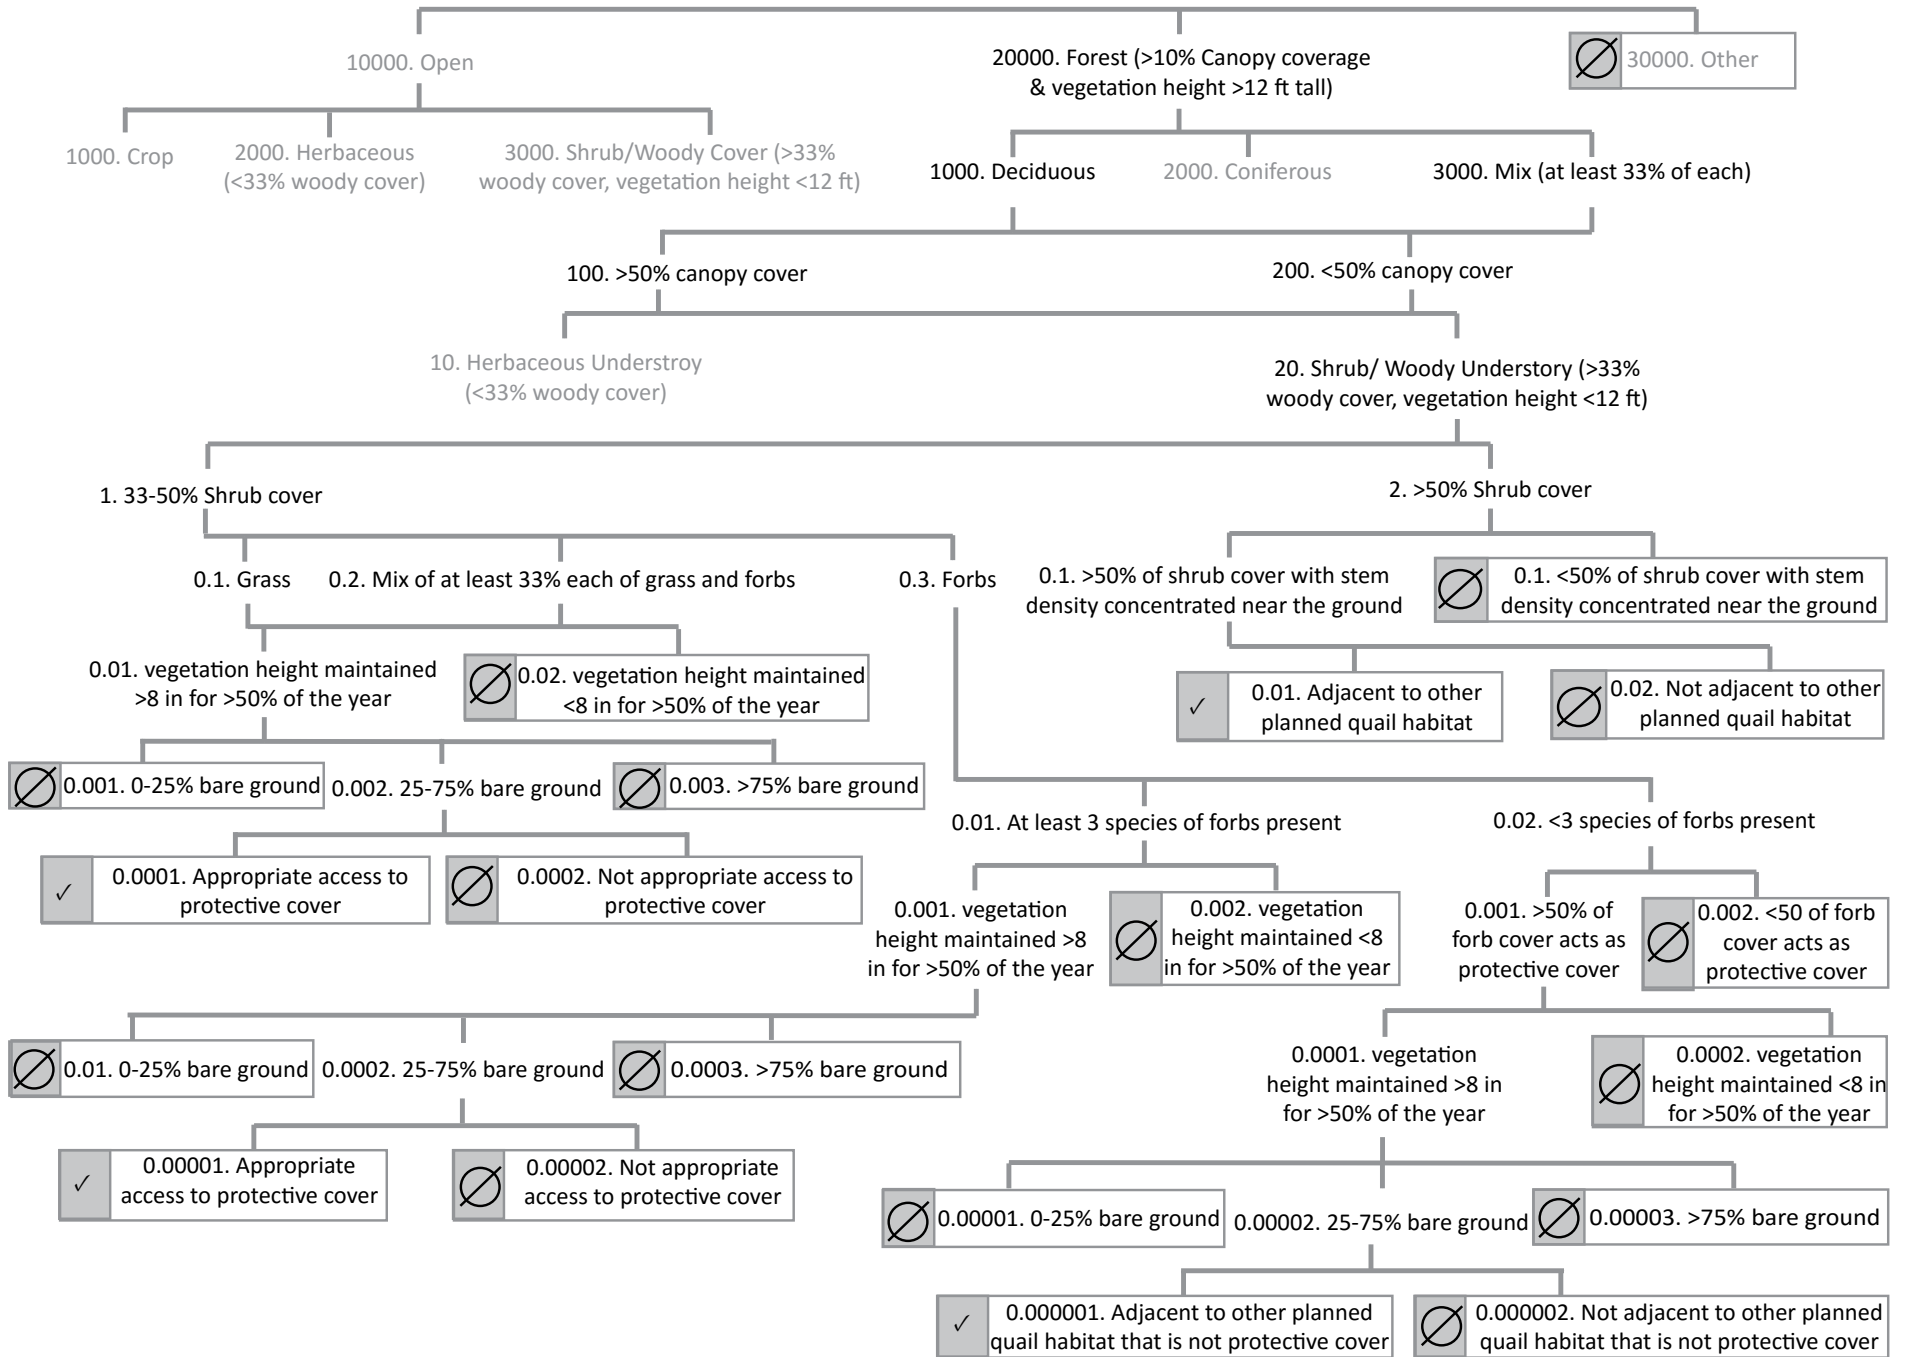 10000. Open
20000. Forest (>10% Canopy coverage
& vegetation height >12 ft tall)
30000. Other
1000. Crop
2000. Herbaceous
(<33% woody cover)
3000. Shrub/Woody Cover (>33%
woody cover, vegetation height <12 ft)
1000. Deciduous
2000. Coniferous
3000. Mix (at least 33% of each)
100. >50% canopy cover
200. <50% canopy cover
10. Herbaceous Understroy
(<33% woody cover)
20. Shrub/ Woody Understory (>33%
woody cover, vegetation height <12 ft)
1. 33-50% Shrub cover
2. >50% Shrub cover
0.1. Grass
0.2. Mix of at least 33% each of grass and forbs
0.3. Forbs
0.1. >50% of shrub cover with stem
density concentrated near the ground
0.1. <50% of shrub cover with stem
density concentrated near the ground
0.01. vegetation height maintained
>8 in for >50% of the year
0.02. vegetation height maintained
<8 in for >50% of the year
✓
0.01. Adjacent to other
planned quail habitat
0.02. Not adjacent to other
planned quail habitat
0.001. 0-25% bare ground
0.002. 25-75% bare ground
0.003. >75% bare ground
0.01. At least 3 species of forbs present
0.02. <3 species of forbs present
✓
0.0001. Appropriate access to
protective cover
0.0002. Not appropriate access to
protective cover
0.001. vegetation
height maintained >8
in for >50% of the year
0.002. vegetation
height maintained <8
in for >50% of the year
0.001. >50% of
forb cover acts as
protective cover
0.002. <50 of forb
cover acts as
protective cover
0.01. 0-25% bare ground
0.0002. 25-75% bare ground
0.0003. >75% bare ground
0.0001. vegetation
height maintained >8 in
for >50% of the year
0.0002. vegetation
height maintained <8 in
for >50% of the year
✓
0.00001. Appropriate
access to protective cover
0.00002. Not appropriate
access to protective cover
0.00001. 0-25% bare ground
0.00002. 25-75% bare ground
0.00003. >75% bare ground
✓
0.000001. Adjacent to other planned
quail habitat that is not protective cover
0.000002. Not adjacent to other planned
quail habitat that is not protective cover